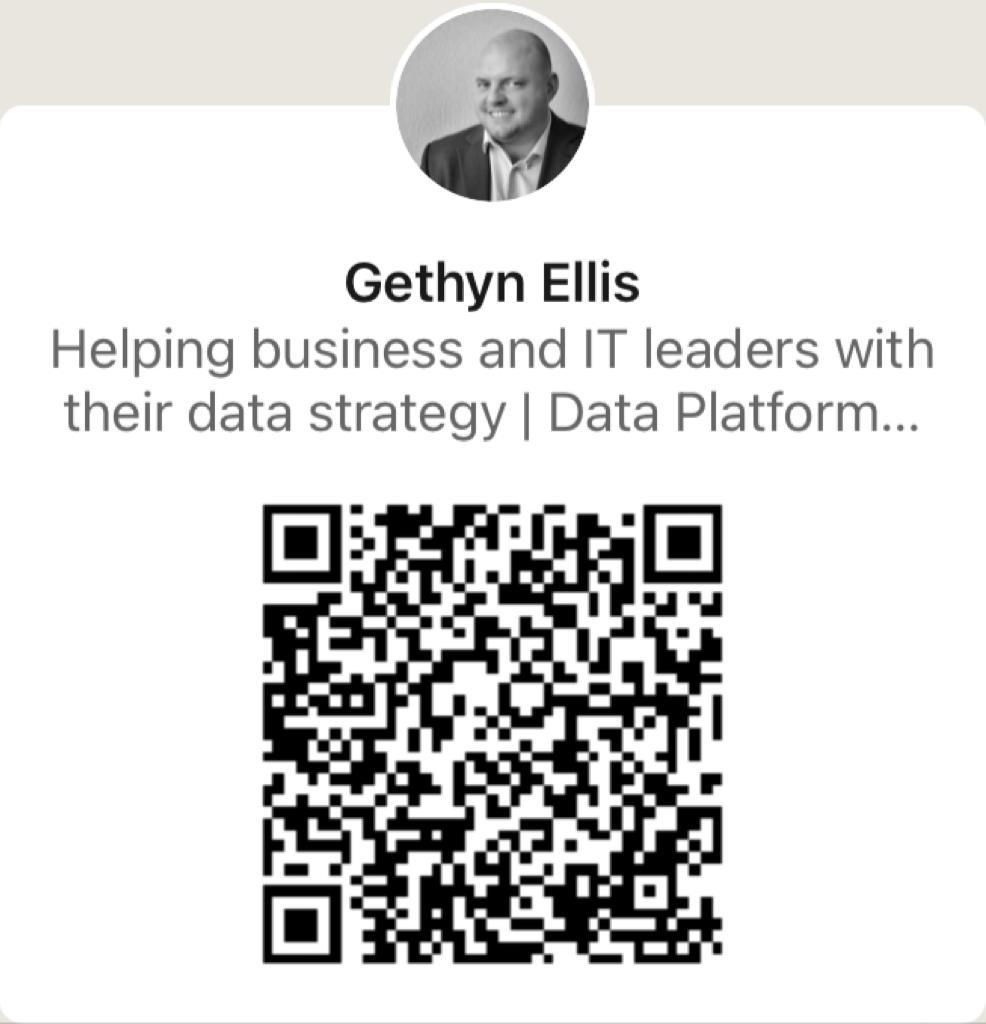 Gethyn Ellis
Helping business and IT leaders with
their data strategy | Data Platform...